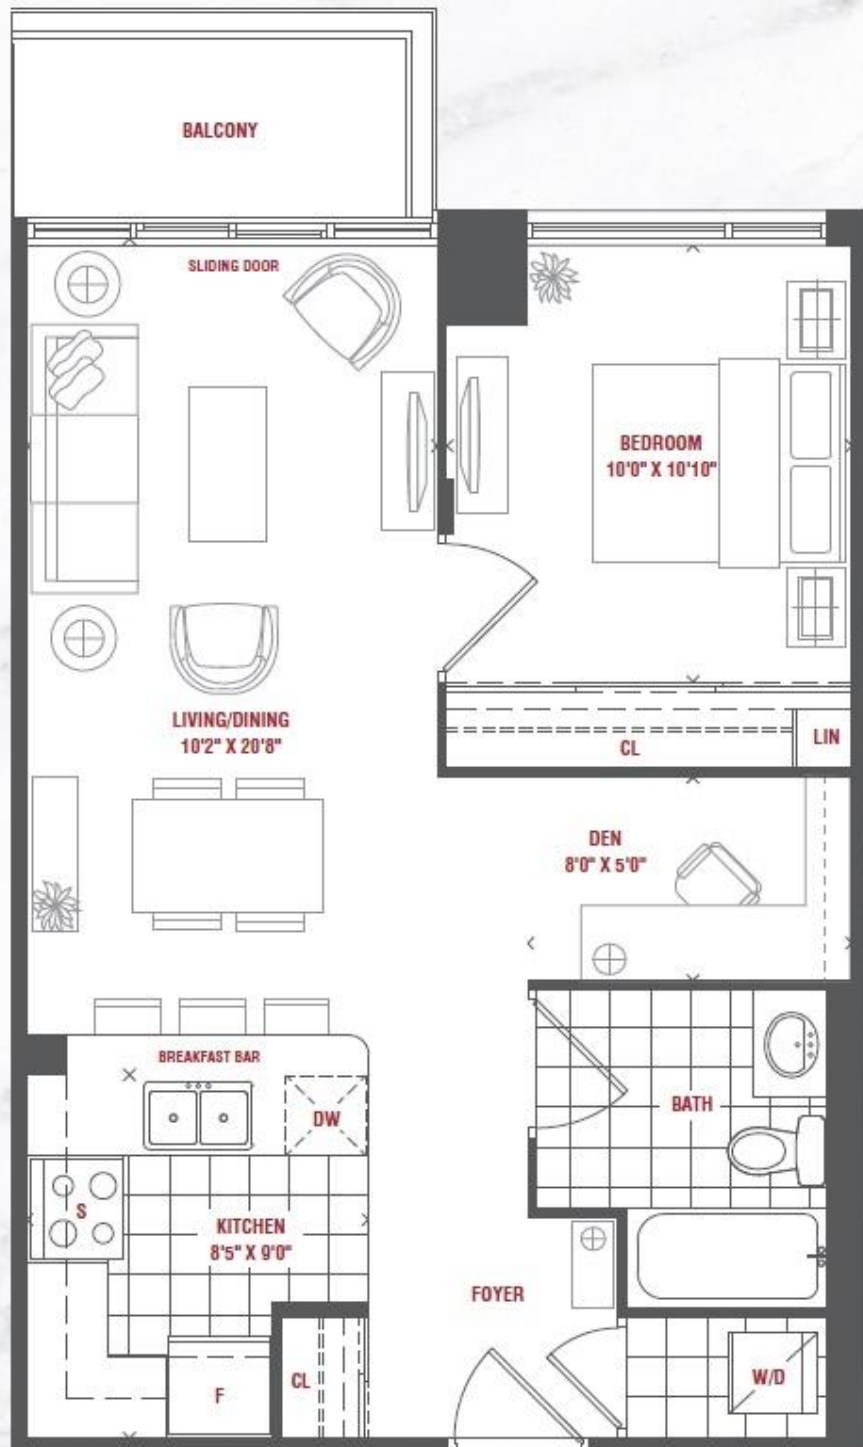 BALCONY
SLIDING DOOR
BEDROOM
10'0" X 10'10"
LIVING/DINING
10'2" X 20'8"
CL
LIN
DEN
8'0" X 5'0"
BREAKFAST BAR
DW
BATH
S
KITCHEN
8'5" X 9'0"
FOYER
CL
F
W/D